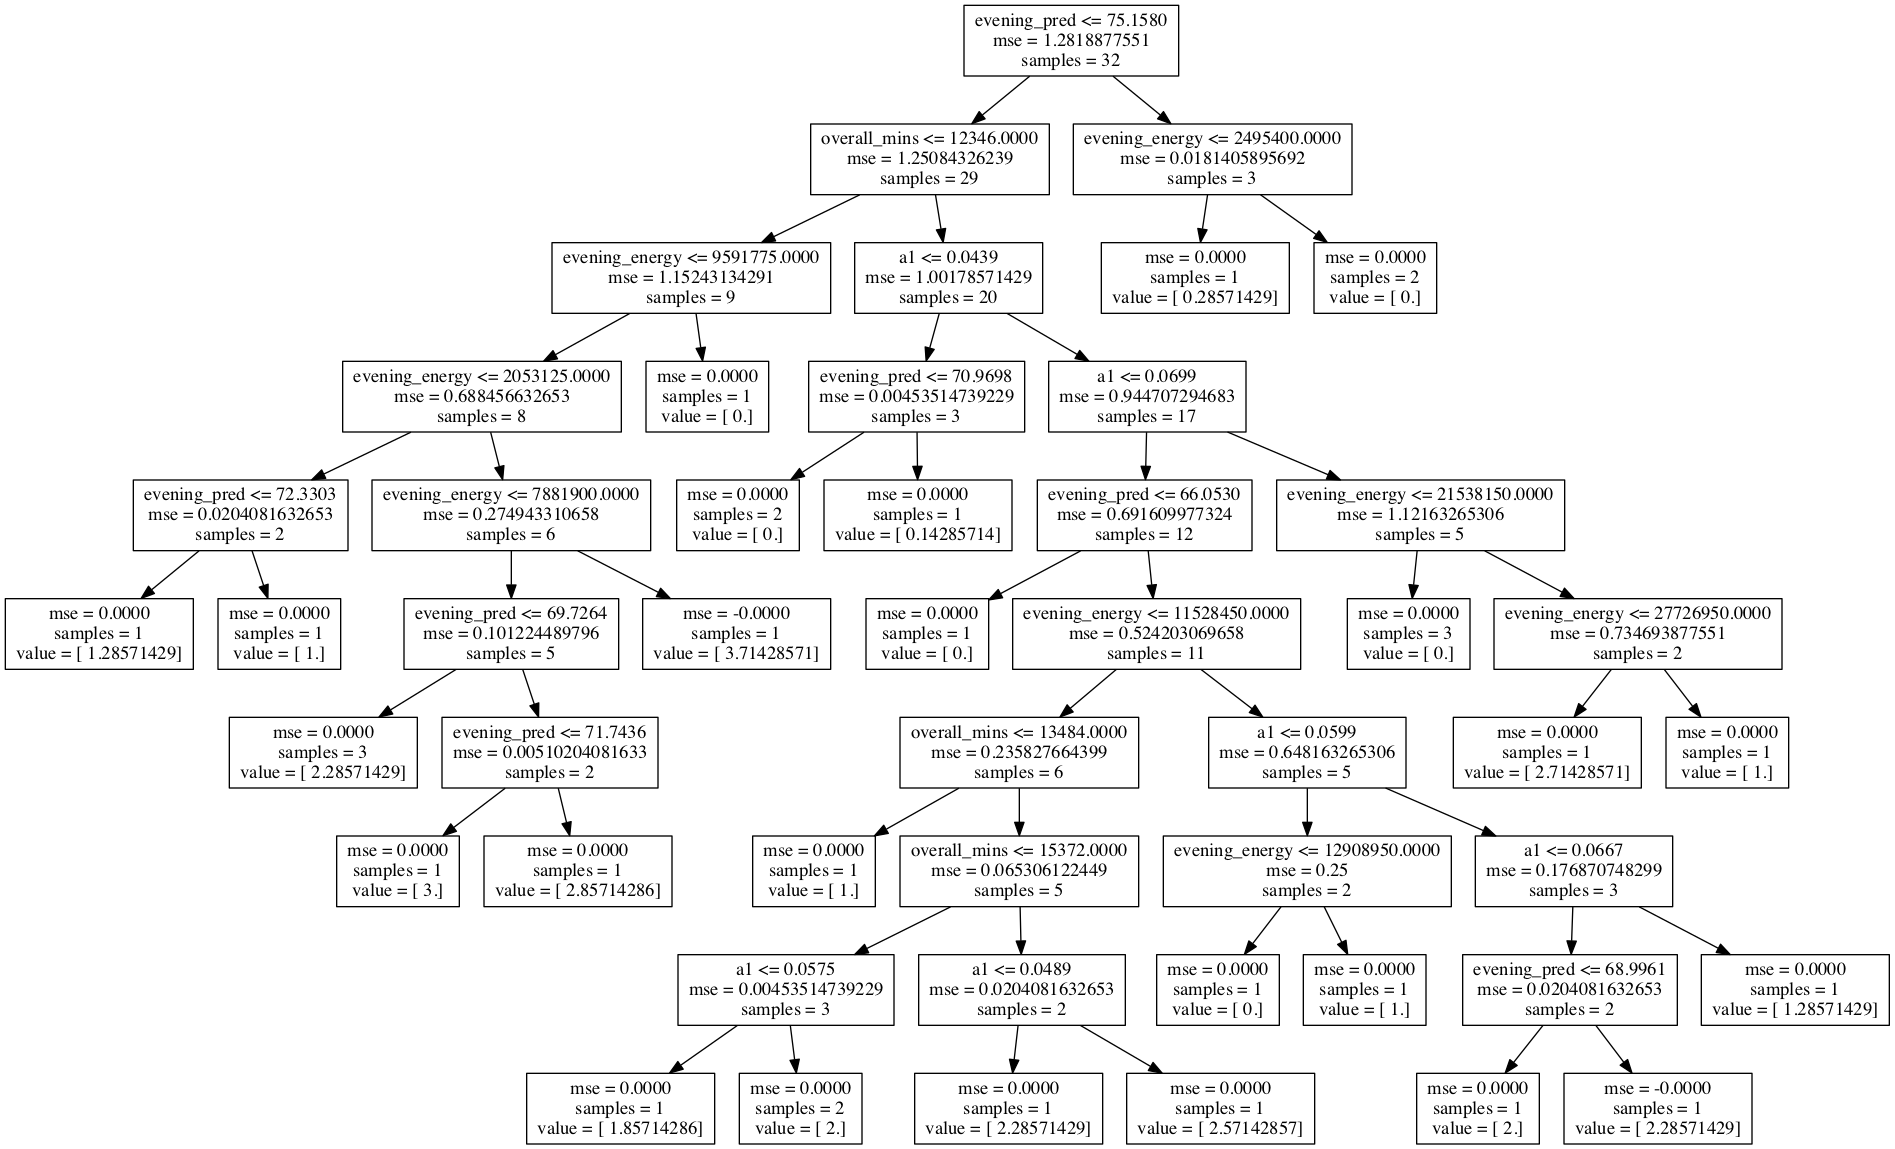 evening_pred <= 75.1580
mse = 1.2818877551
samples = 32
overall_mins <= 12346.0000
mse = 1.25084326239
samples = 29
evening_energy <= 2495400.0000
mse = 0.0181405895692
samples = 3
evening_energy <= 9591775.0000
mse = 1.15243134291
samples = 9
a1 <= 0.0439
mse = 1.00178571429
samples = 20
mse = 0.0000
samples = 1
value = [ 0.28571429]
mse = 0.0000
samples = 2
value = [ 0.]
evening_energy <= 2053125.0000
mse = 0.688456632653
samples = 8
mse = 0.0000
samples = 1
value = [ 0.]
evening_pred <= 70.9698
mse = 0.00453514739229
samples = 3
a1 <= 0.0699
mse = 0.944707294683
samples = 17
evening_pred <= 72.3303
mse = 0.0204081632653
samples = 2
evening_energy <= 7881900.0000
mse = 0.274943310658
samples = 6
mse = 0.0000
samples = 2
value = [ 0.]
mse = 0.0000
samples = 1
value = [ 0.14285714]
evening_pred <= 66.0530
mse = 0.691609977324
samples = 12
evening_energy <= 21538150.0000
mse = 1.12163265306
samples = 5
mse = 0.0000
samples = 1
value = [ 1.28571429]
mse = 0.0000
samples = 1
value = [ 1.]
evening_pred <= 69.7264
mse = 0.101224489796
samples = 5
mse = -0.0000
samples = 1
value = [ 3.71428571]
mse = 0.0000
samples = 1
value = [ 0.]
evening_energy <= 11528450.0000
mse = 0.524203069658
samples = 11
mse = 0.0000
samples = 3
value = [ 0.]
evening_energy <= 27726950.0000
mse = 0.734693877551
samples = 2
mse = 0.0000
samples = 3
value = [ 2.28571429]
evening_pred <= 71.7436
mse = 0.00510204081633
samples = 2
overall_mins <= 13484.0000
mse = 0.235827664399
samples = 6
a1 <= 0.0599
mse = 0.648163265306
samples = 5
mse = 0.0000
samples = 1
value = [ 2.71428571]
mse = 0.0000
samples = 1
value = [ 1.]
mse = 0.0000
samples = 1
value = [ 3.]
mse = 0.0000
samples = 1
value = [ 2.85714286]
mse = 0.0000
samples = 1
value = [ 1.]
overall_mins <= 15372.0000
mse = 0.065306122449
samples = 5
evening_energy <= 12908950.0000
mse = 0.25
samples = 2
a1 <= 0.0667
mse = 0.176870748299
samples = 3
a1 <= 0.0575
mse = 0.00453514739229
samples = 3
a1 <= 0.0489
mse = 0.0204081632653
samples = 2
mse = 0.0000
samples = 1
value = [ 0.]
mse = 0.0000
samples = 1
value = [ 1.]
evening_pred <= 68.9961
mse = 0.0204081632653
samples = 2
mse = 0.0000
samples = 1
value = [ 1.28571429]
mse = 0.0000
samples = 1
value = [ 1.85714286]
mse = 0.0000
samples = 2
value = [ 2.]
mse = 0.0000
samples = 1
value = [ 2.28571429]
mse = 0.0000
samples = 1
value = [ 2.57142857]
mse = 0.0000
samples = 1
value = [ 2.]
mse = -0.0000
samples = 1
value = [ 2.28571429]